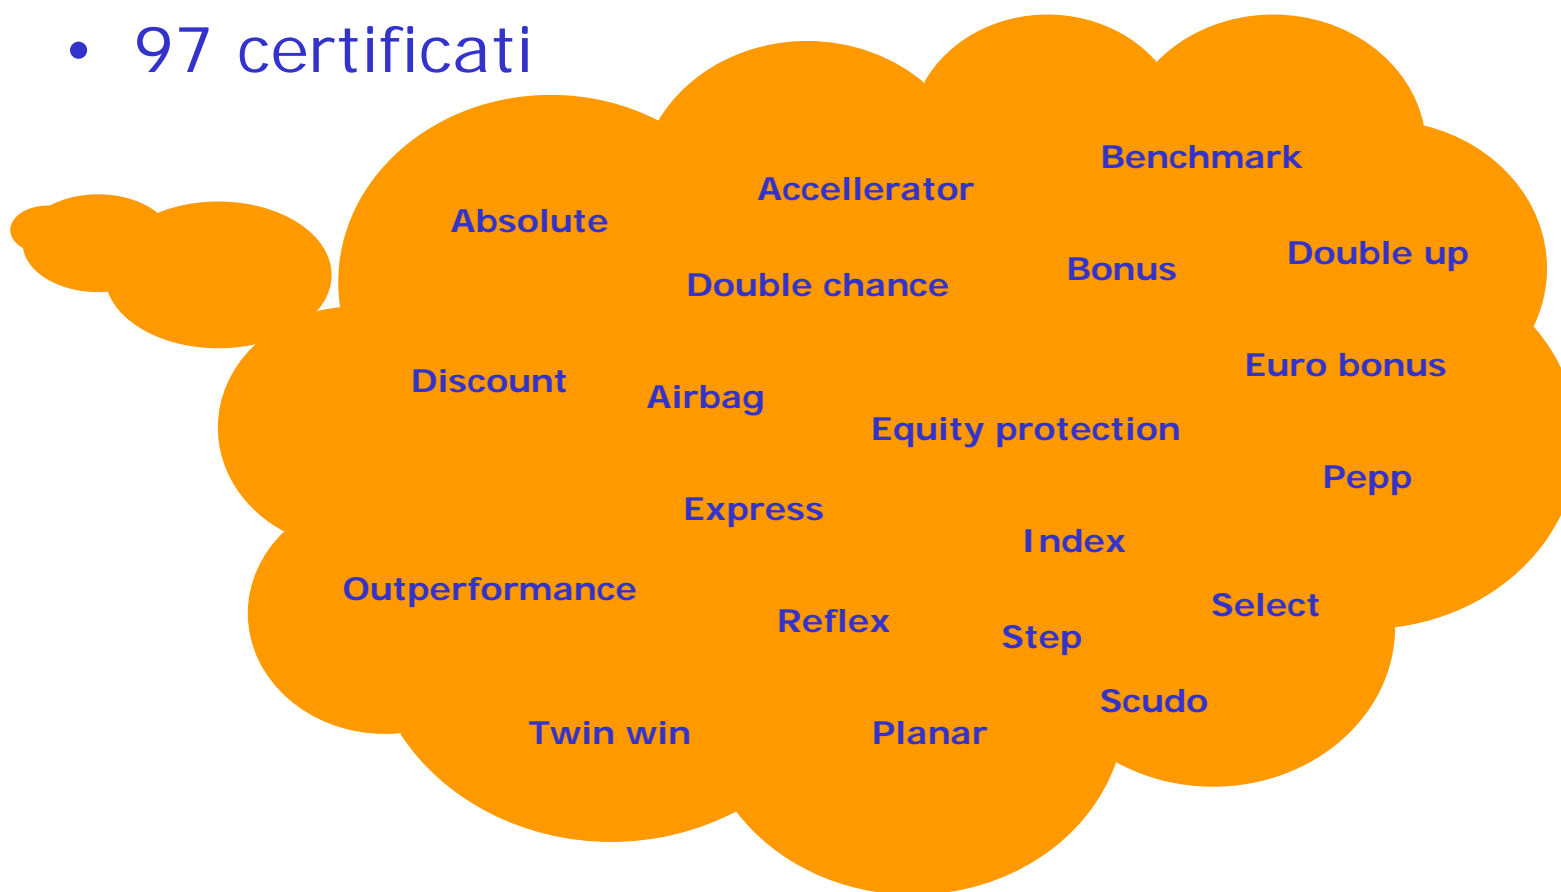 • 97 certificati
Benchmark
Accellerator
Absolute
Double up
Bonus
Double chance
Euro bonus
Discount
Airbag
Equity protection
Pepp
Express
Index
Outperformance
Select
Reflex
Step
Scudo
Twin win
Planar